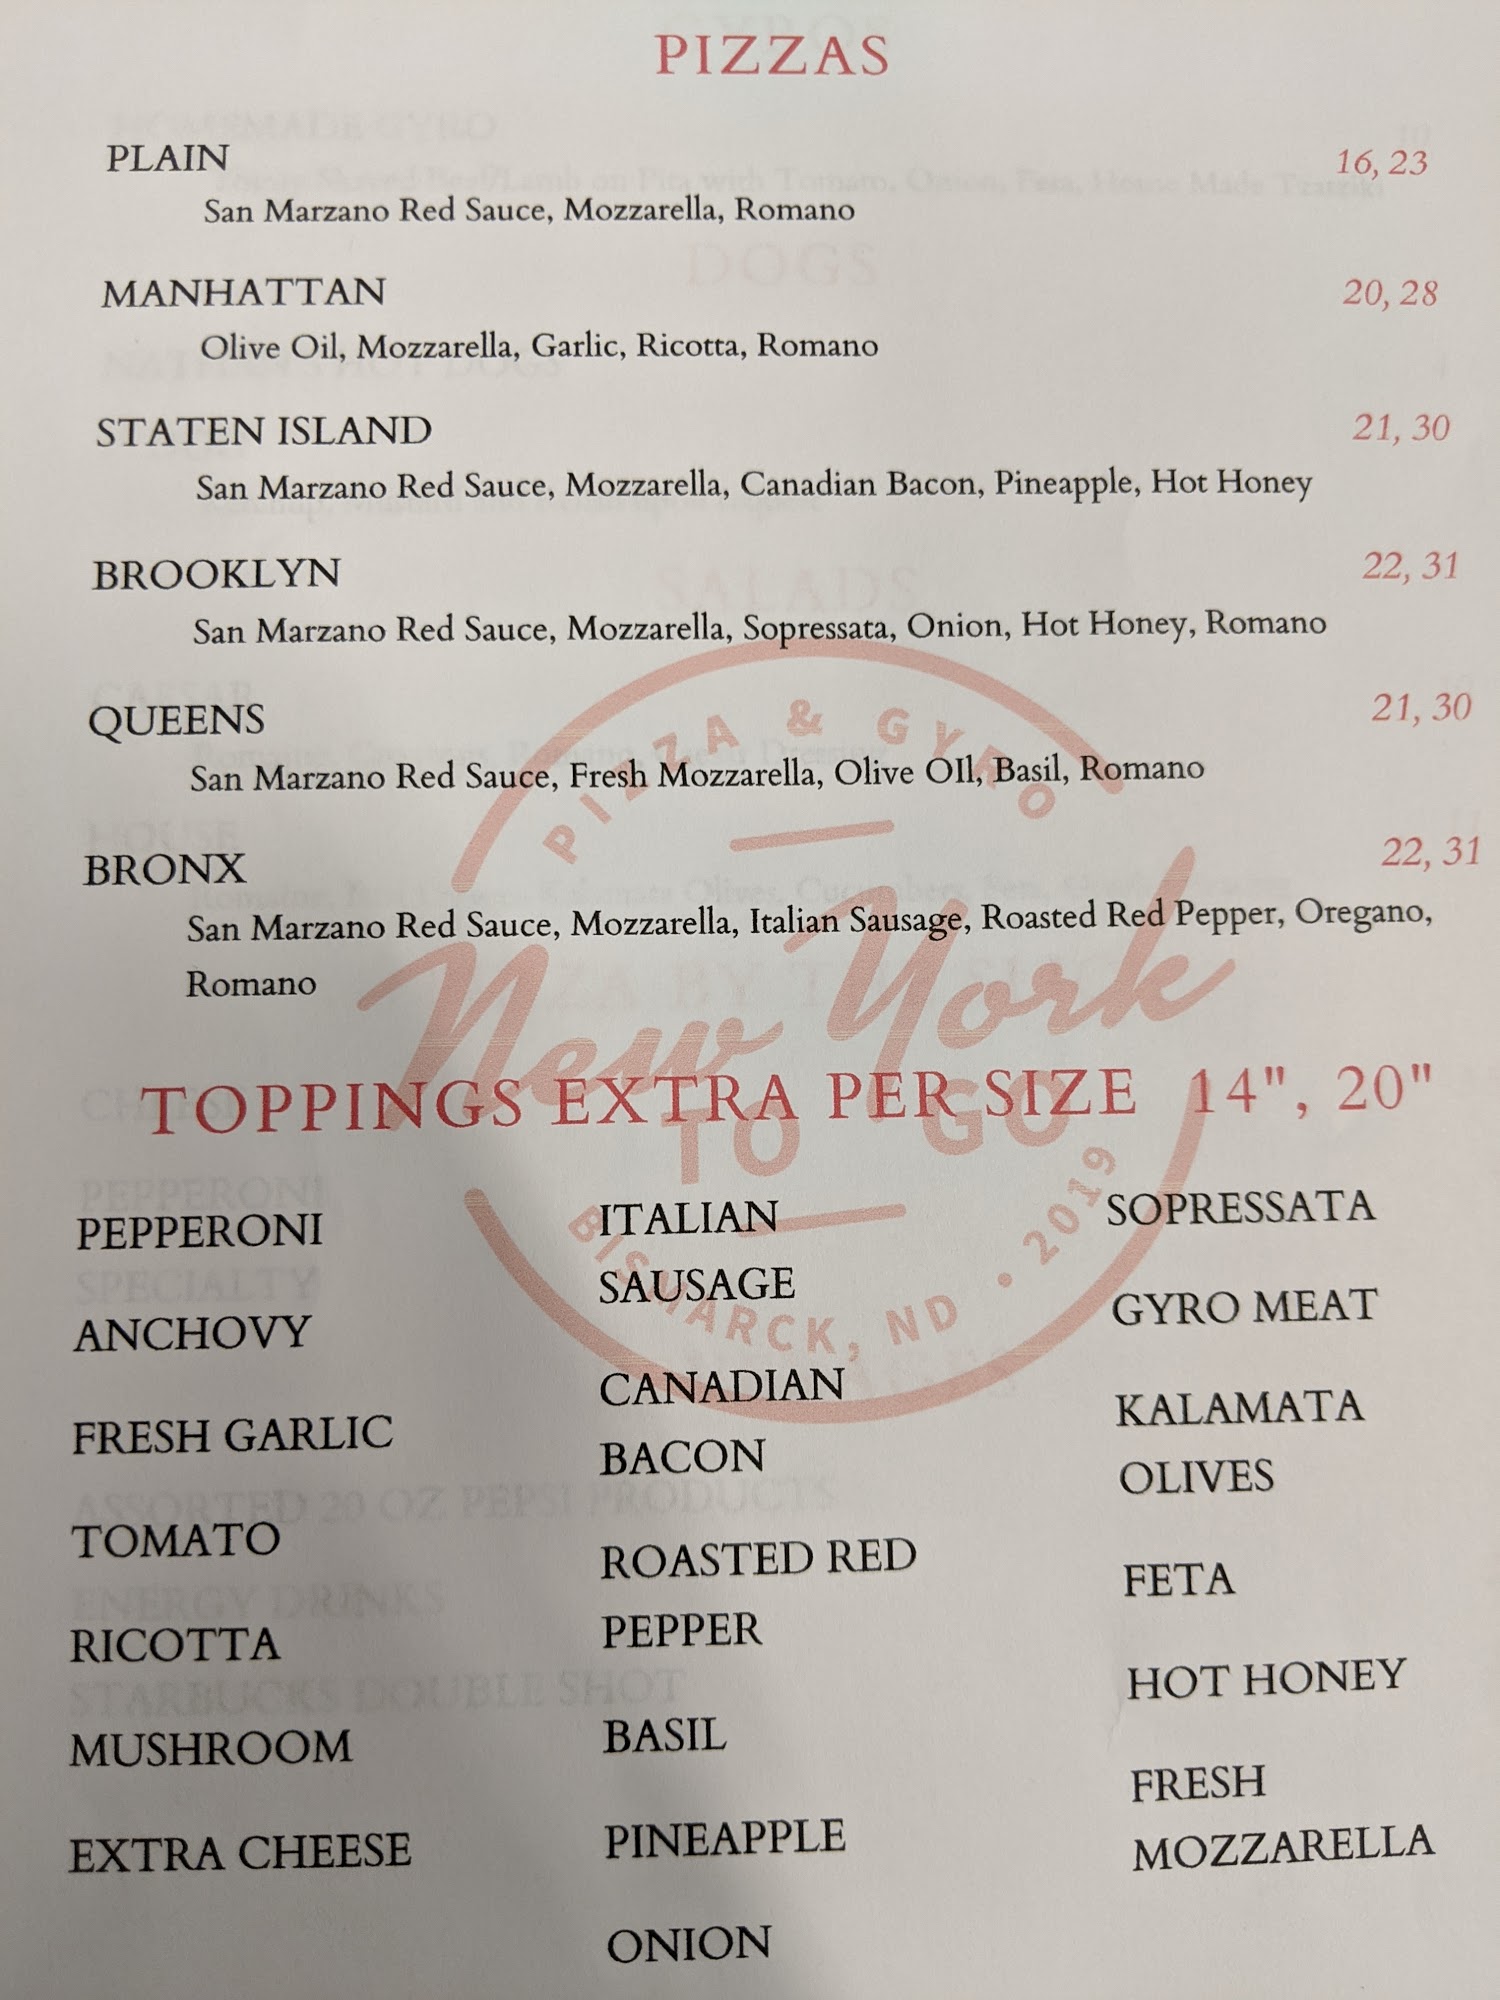 PIZZAS
PLAIN 16, 23
San Marzano Red Sauce, Mozzarella, Romano
MANHATTAN 20, 28
Olive Oil, Mozzarella, Garlic, Ricotta, Romano
STATEN ISLAND 21, 30
San Marzano Red Sauce, Mozzarella, Canadian Bacon, Pineapple, Hot Honey
BROOKLYN 22, 31
San Marzano Red Sauce, Mozzarella, Sopressata, Onion, Hot Honey, Romano
QUEENS 21, 30
San Marzano Red Sauce, Fresh Mozzarella, Olive OIl, Basil, Romano
BRONX 22, 31
San Marzano Red Sauce, Mozzarella, Italian Sausage, Roasted Red Pepper, Oregano,
Romano
PIZZA & GYRO
New York
TO GO
BISMARCK, ND • 2019
TOPPINGS EXTRA PER SIZE 14", 20"
PEPPERONI
ANCHOVY
FRESH GARLIC
TOMATO
RICOTTA
MUSHROOM
EXTRA CHEESE
ITALIAN
SAUSAGE
CANADIAN
BACON
ROASTED RED
PEPPER
BASIL
PINEAPPLE
ONION
SOPRESSATA
GYRO MEAT
KALAMATA
OLIVES
FETA
HOT HONEY
FRESH
MOZZARELLA